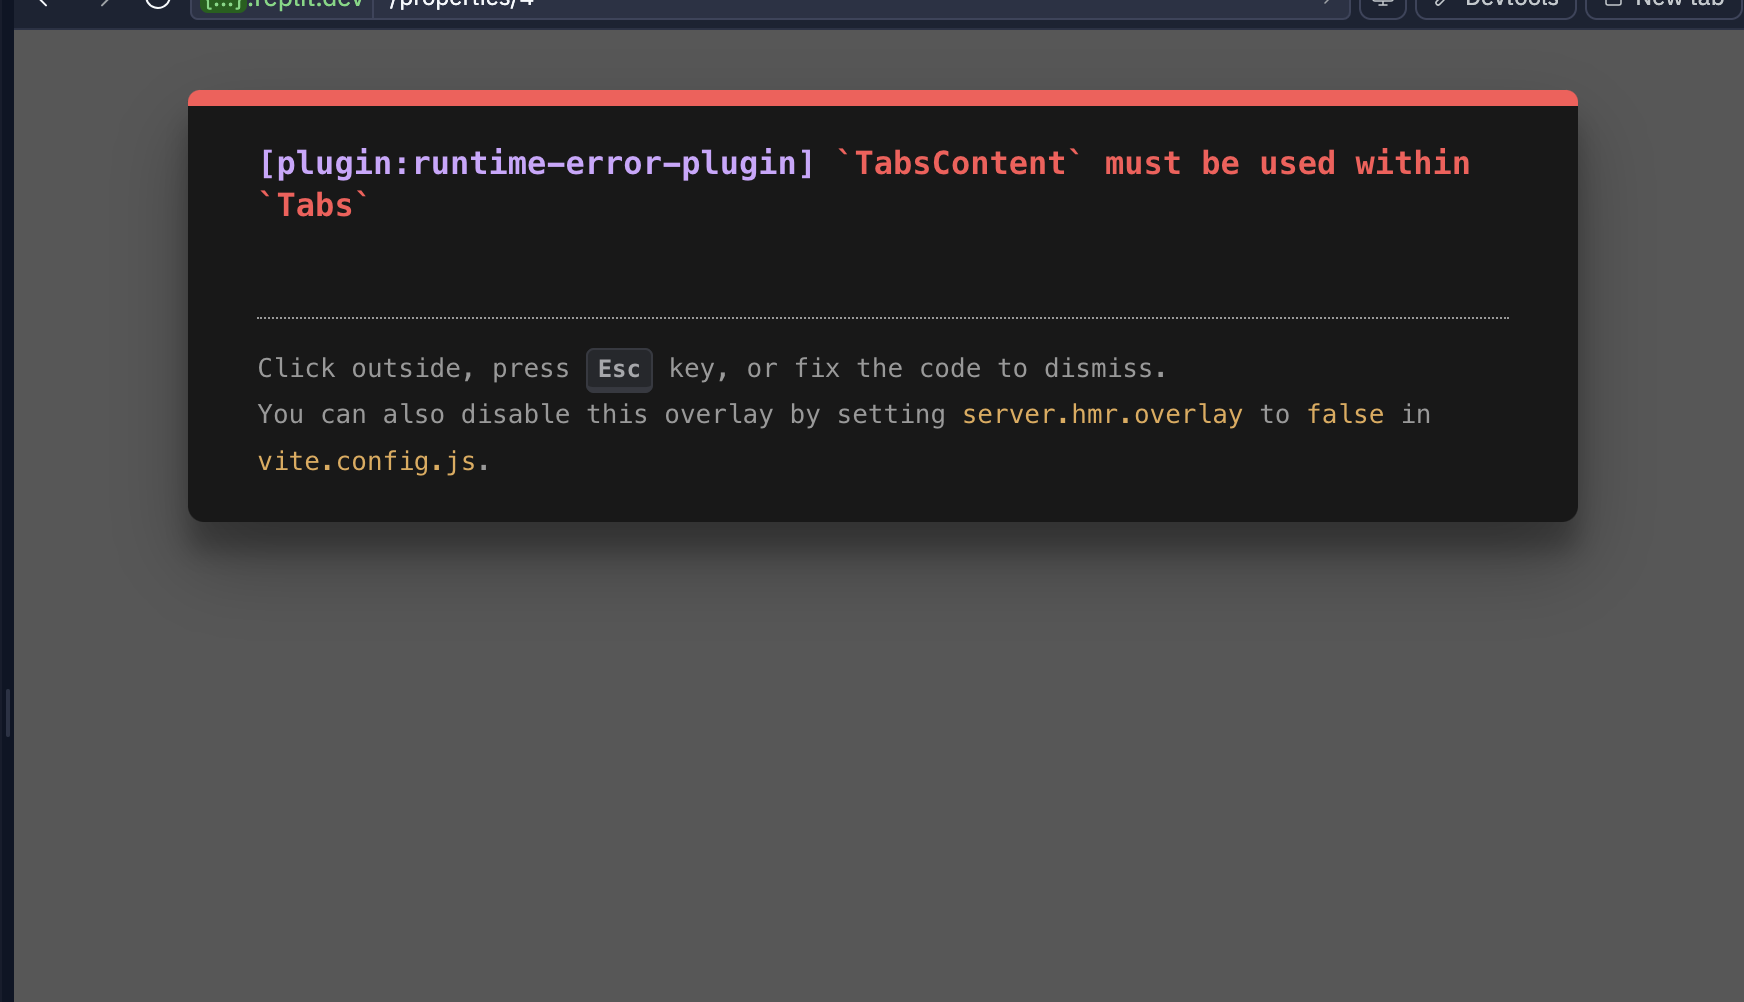 [...].replit.dev /properties/4 Devtools New tab
[plugin:runtime-error-plugin] `TabsContent` must be used within
`Tabs`
Click outside, press Esc key, or fix the code to dismiss.
You can also disable this overlay by setting server.hmr.overlay to false in
vite.config.js.